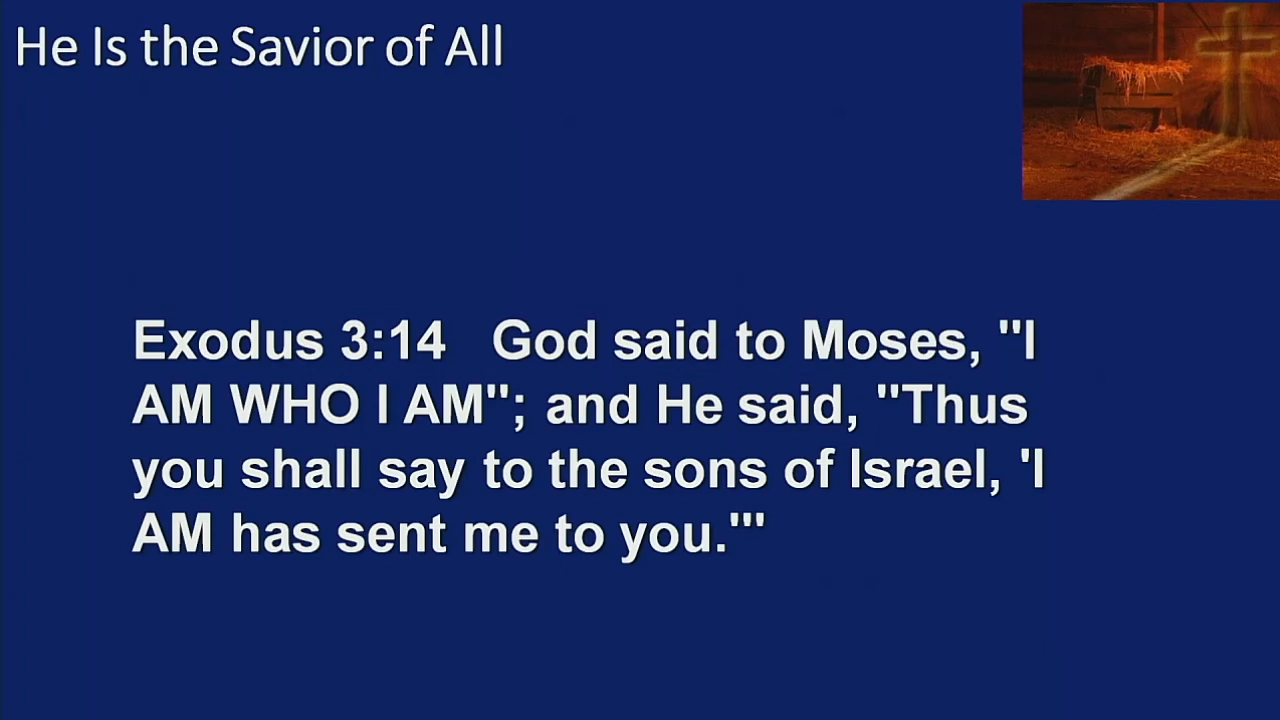 He Is the Savior of All
Exodus 3:14   God said to Moses, "I
AM WHO I AM"; and He said, "Thus
you shall say to the sons of Israel, 'I
AM has sent me to you.'"